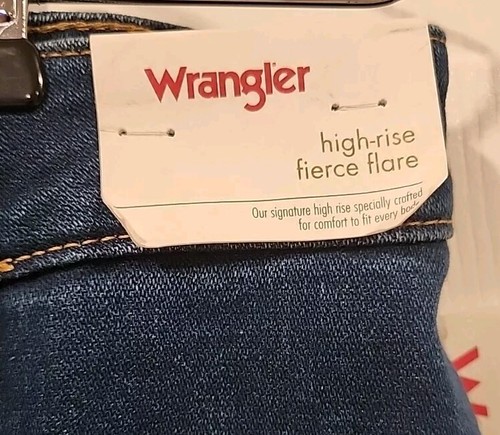 Wrangler
high-rise
fierce flare
Our signature high rise specially crafted
for comfort to fit every
W